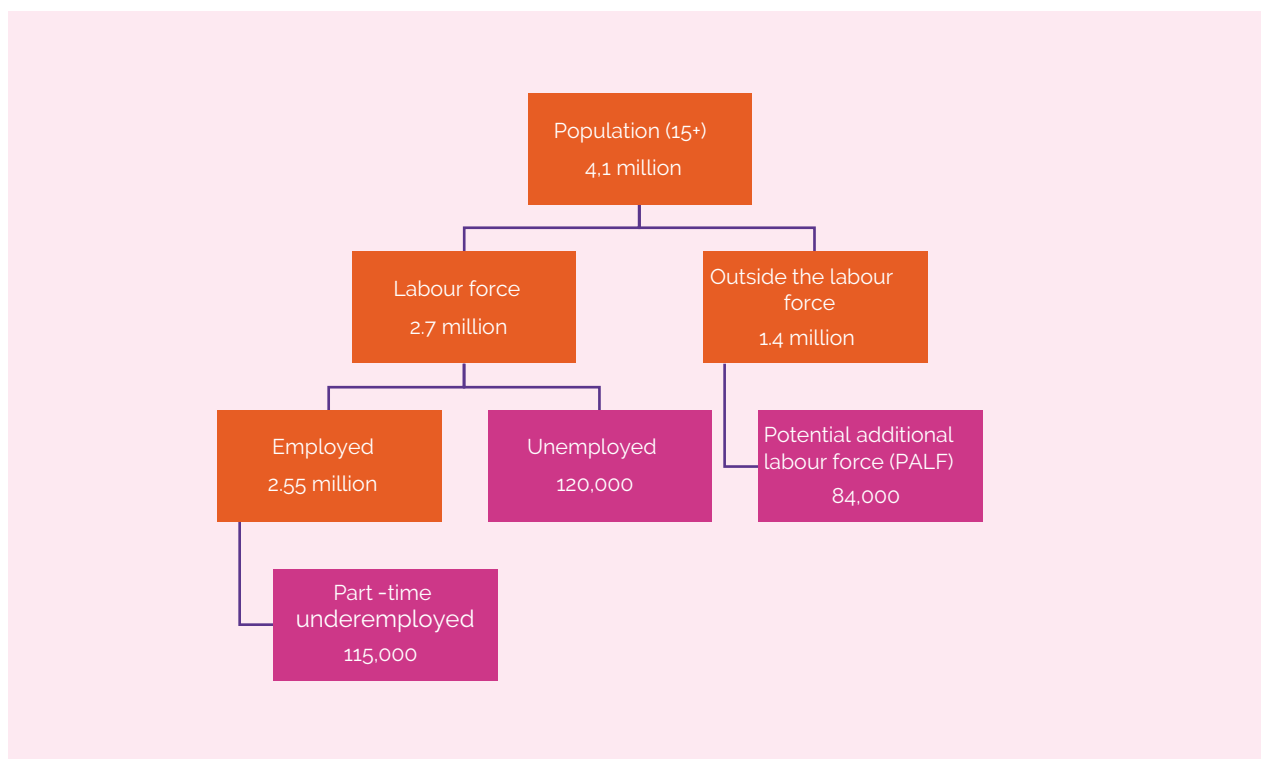 Population (15+)
4,1 million
Labour force
2.7 million
Outside the labour
force
1.4 million
Employed
2.55 million
Unemployed
120,000
Potential additional
labour force (PALF)
84,000
Part -time
underemployed
115,000